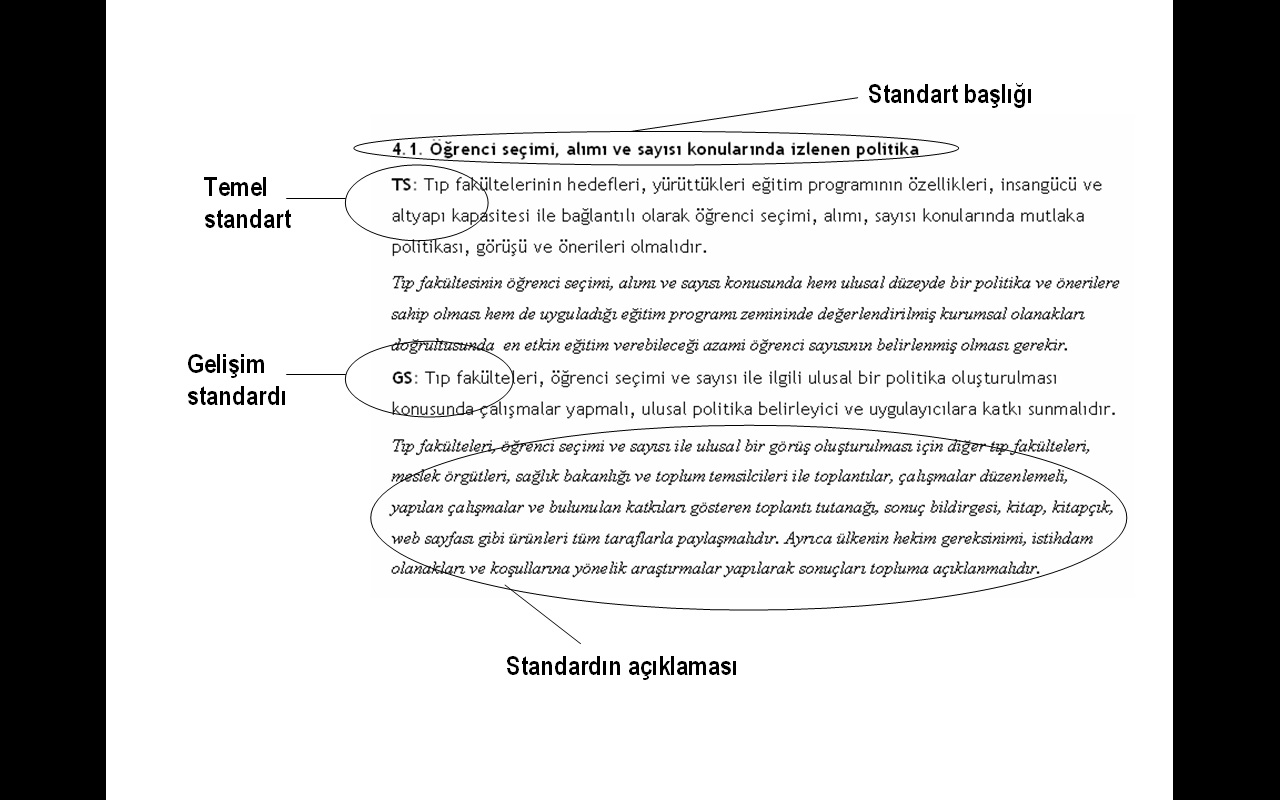 Standart başlığı
4.1. Öğrenci seçimi, alımı ve sayısı konularında izlenen politika
Temel
standart
TS: Tıp fakültelerinin hedefleri, yürüttükleri eğitim programının özellikleri, insangücü ve
altyapı kapasitesi ile bağlantılı olarak öğrenci seçimi, alımı, sayısı konularında mutlaka
politikası, görüşü ve önerileri olmalıdır.
Tıp fakültesinin öğrenci seçimi, alımı ve sayısı konusunda hem ulusal düzeyde bir politika ve önerilere
sahip olması hem de uyguladığı eğitim programı zemininde değerlendirilmiş kurumsal olanakları
doğrultusunda en etkin eğitim verebileceği azami öğrenci sayısının belirlenmiş olması gerekir.
Gelişim
standardı
GS: Tıp fakülteleri, öğrenci seçimi ve sayısı ile ilgili ulusal bir politika oluşturulması
konusunda çalışmalar yapmalı, ulusal politika belirleyici ve uygulayıcılara katkı sunmalıdır.
Tıp fakülteleri, öğrenci seçimi ve sayısı ile ulusal bir görüş oluşturulması için diğer tıp fakülteleri,
meslek örgütleri, sağlık bakanlığı ve toplum temsilcileri ile toplantılar, çalışmalar düzenlemeli,
yapılan çalışmalar ve bulunulan katkıları gösteren toplantı tutanağı, sonuç bildirgesi, kitap, kitapçık,
web sayfası gibi ürünleri tüm taraflarla paylaşmalıdır. Ayrıca ülkenin hekim gereksinimi, istihdam
olanakları ve koşullarına yönelik araştırmalar yapılarak sonuçları topluma açıklanmalıdır.
Standardın açıklaması